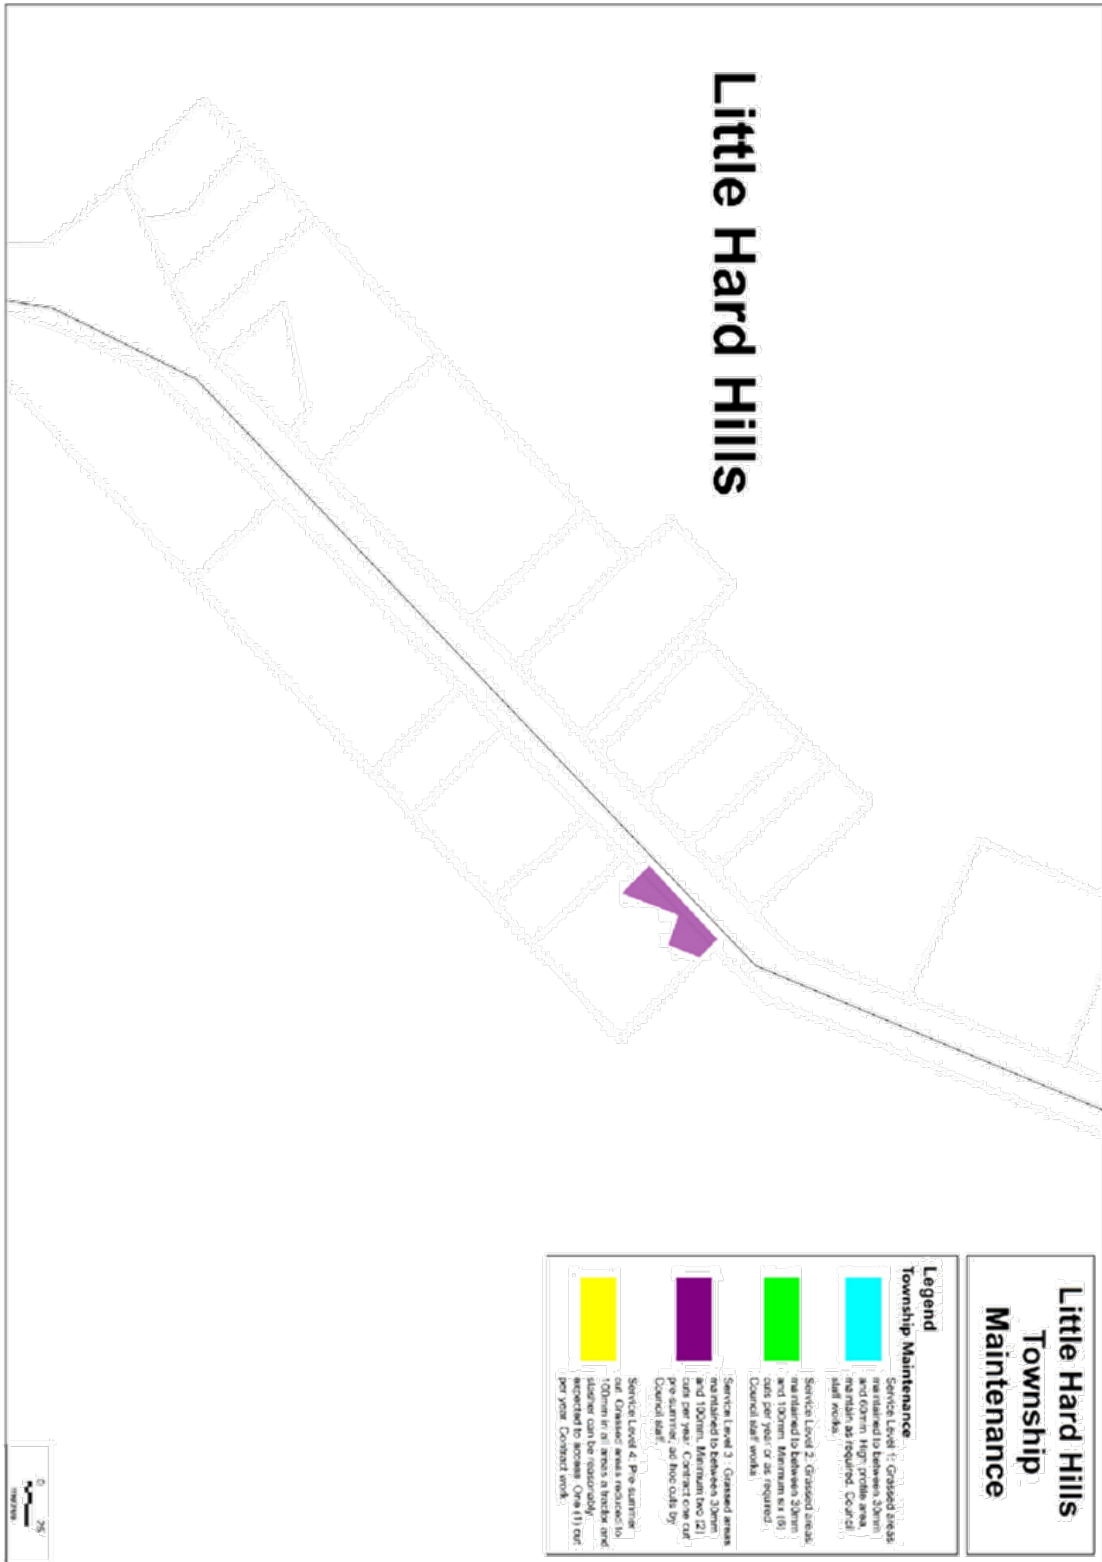 Little Hard Hills
Little Hard Hills
Township
Maintenance
Legend
Township Maintenance
Service Level 1: Grassed areas
maintained to between 30mm
and 60mm. High profile area,
maintain as required. Council
staff works.
Service Level 2: Grassed areas
maintained to between 30mm
and 100mm. Minimum six (6)
cuts per year or as required.
Council staff works.
Service Level 3 : Grassed areas
maintained to between 30mm
and 100mm. Minimum two (2)
cuts per year. Contract one cut
pre-summer, ad hoc cuts by
Council staff.
Service Level 4: Pre-summer
cut. Grassed areas reduced to
100mm in all areas a tractor and
slasher can be reasonably
expected to access. One (1) cut
per year. Contract work.
0 25
metres